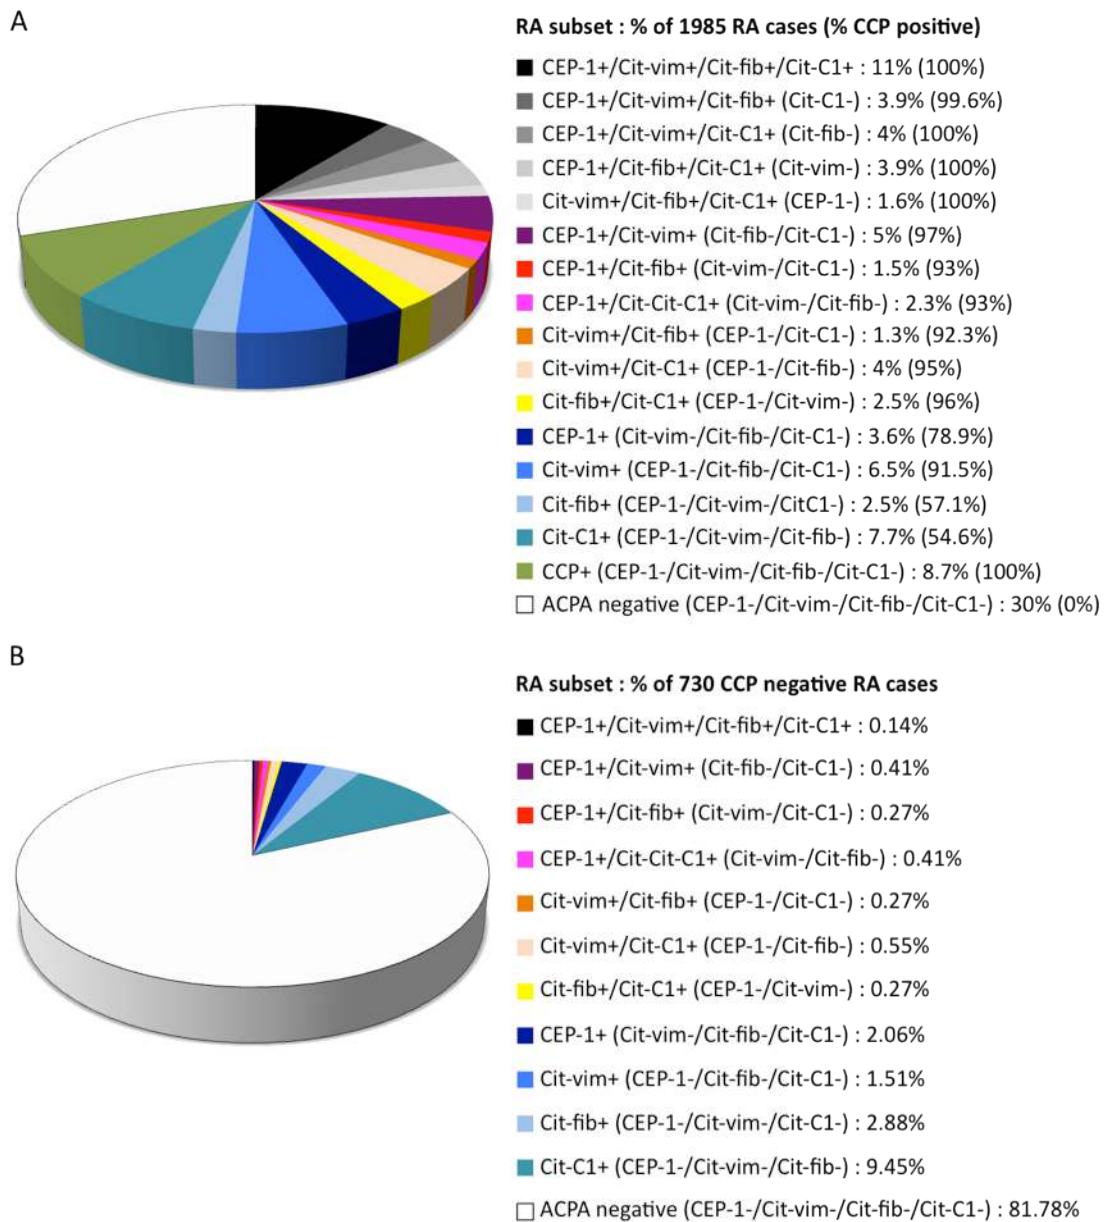 A
RA subset : % of 1985 RA cases (% CCP positive)
CEP-1+/Cit-vim+/Cit-fib+/Cit-C1+ : 11% (100%)
CEP-1+/Cit-vim+/Cit-fib+ (Cit-C1-) : 3.9% (99.6%)
CEP-1+/Cit-vim+/Cit-C1+ (Cit-fib-) : 4% (100%)
CEP-1+/Cit-fib+/Cit-C1+ (Cit-vim-) : 3.9% (100%)
Cit-vim+/Cit-fib+/Cit-C1+ (CEP-1-) : 1.6% (100%)
CEP-1+/Cit-vim+ (Cit-fib-/Cit-C1-) : 5% (97%)
CEP-1+/Cit-fib+ (Cit-vim-/Cit-C1-) : 1.5% (93%)
CEP-1+/Cit-Cit-C1+ (Cit-vim-/Cit-fib-) : 2.3% (93%)
Cit-vim+/Cit-fib+ (CEP-1-/Cit-C1-) : 1.3% (92.3%)
Cit-vim+/Cit-C1+ (CEP-1-/Cit-fib-) : 4% (95%)
Cit-fib+/Cit-C1+ (CEP-1-/Cit-vim-) : 2.5% (96%)
CEP-1+ (Cit-vim-/Cit-fib-/Cit-C1-) : 3.6% (78.9%)
Cit-vim+ (CEP-1-/Cit-fib-/Cit-C1-) : 6.5% (91.5%)
Cit-fib+ (CEP-1-/Cit-vim-/CitC1-) : 2.5% (57.1%)
Cit-C1+ (CEP-1-/Cit-vim-/Cit-fib-) : 7.7% (54.6%)
CCP+ (CEP-1-/Cit-vim-/Cit-fib-/Cit-C1-) : 8.7% (100%)
ACPA negative (CEP-1-/Cit-vim-/Cit-fib-/Cit-C1-) : 30% (0%)
B
RA subset : % of 730 CCP negative RA cases
CEP-1+/Cit-vim+/Cit-fib+/Cit-C1+ : 0.14%
CEP-1+/Cit-vim+ (Cit-fib-/Cit-C1-) : 0.41%
CEP-1+/Cit-fib+ (Cit-vim-/Cit-C1-) : 0.27%
CEP-1+/Cit-Cit-C1+ (Cit-vim-/Cit-fib-) : 0.41%
Cit-vim+/Cit-fib+ (CEP-1-/Cit-C1-) : 0.27%
Cit-vim+/Cit-C1+ (CEP-1-/Cit-fib-) : 0.55%
Cit-fib+/Cit-C1+ (CEP-1-/Cit-vim-) : 0.27%
CEP-1+ (Cit-vim-/Cit-fib-/Cit-C1-) : 2.06%
Cit-vim+ (CEP-1-/Cit-fib-/Cit-C1-) : 1.51%
Cit-fib+ (CEP-1-/Cit-vim-/Cit-C1-) : 2.88%
Cit-C1+ (CEP-1-/Cit-vim-/Cit-fib-) : 9.45%
ACPA negative (CEP-1-/Cit-vim-/Cit-fib-/Cit-C1-) : 81.78%